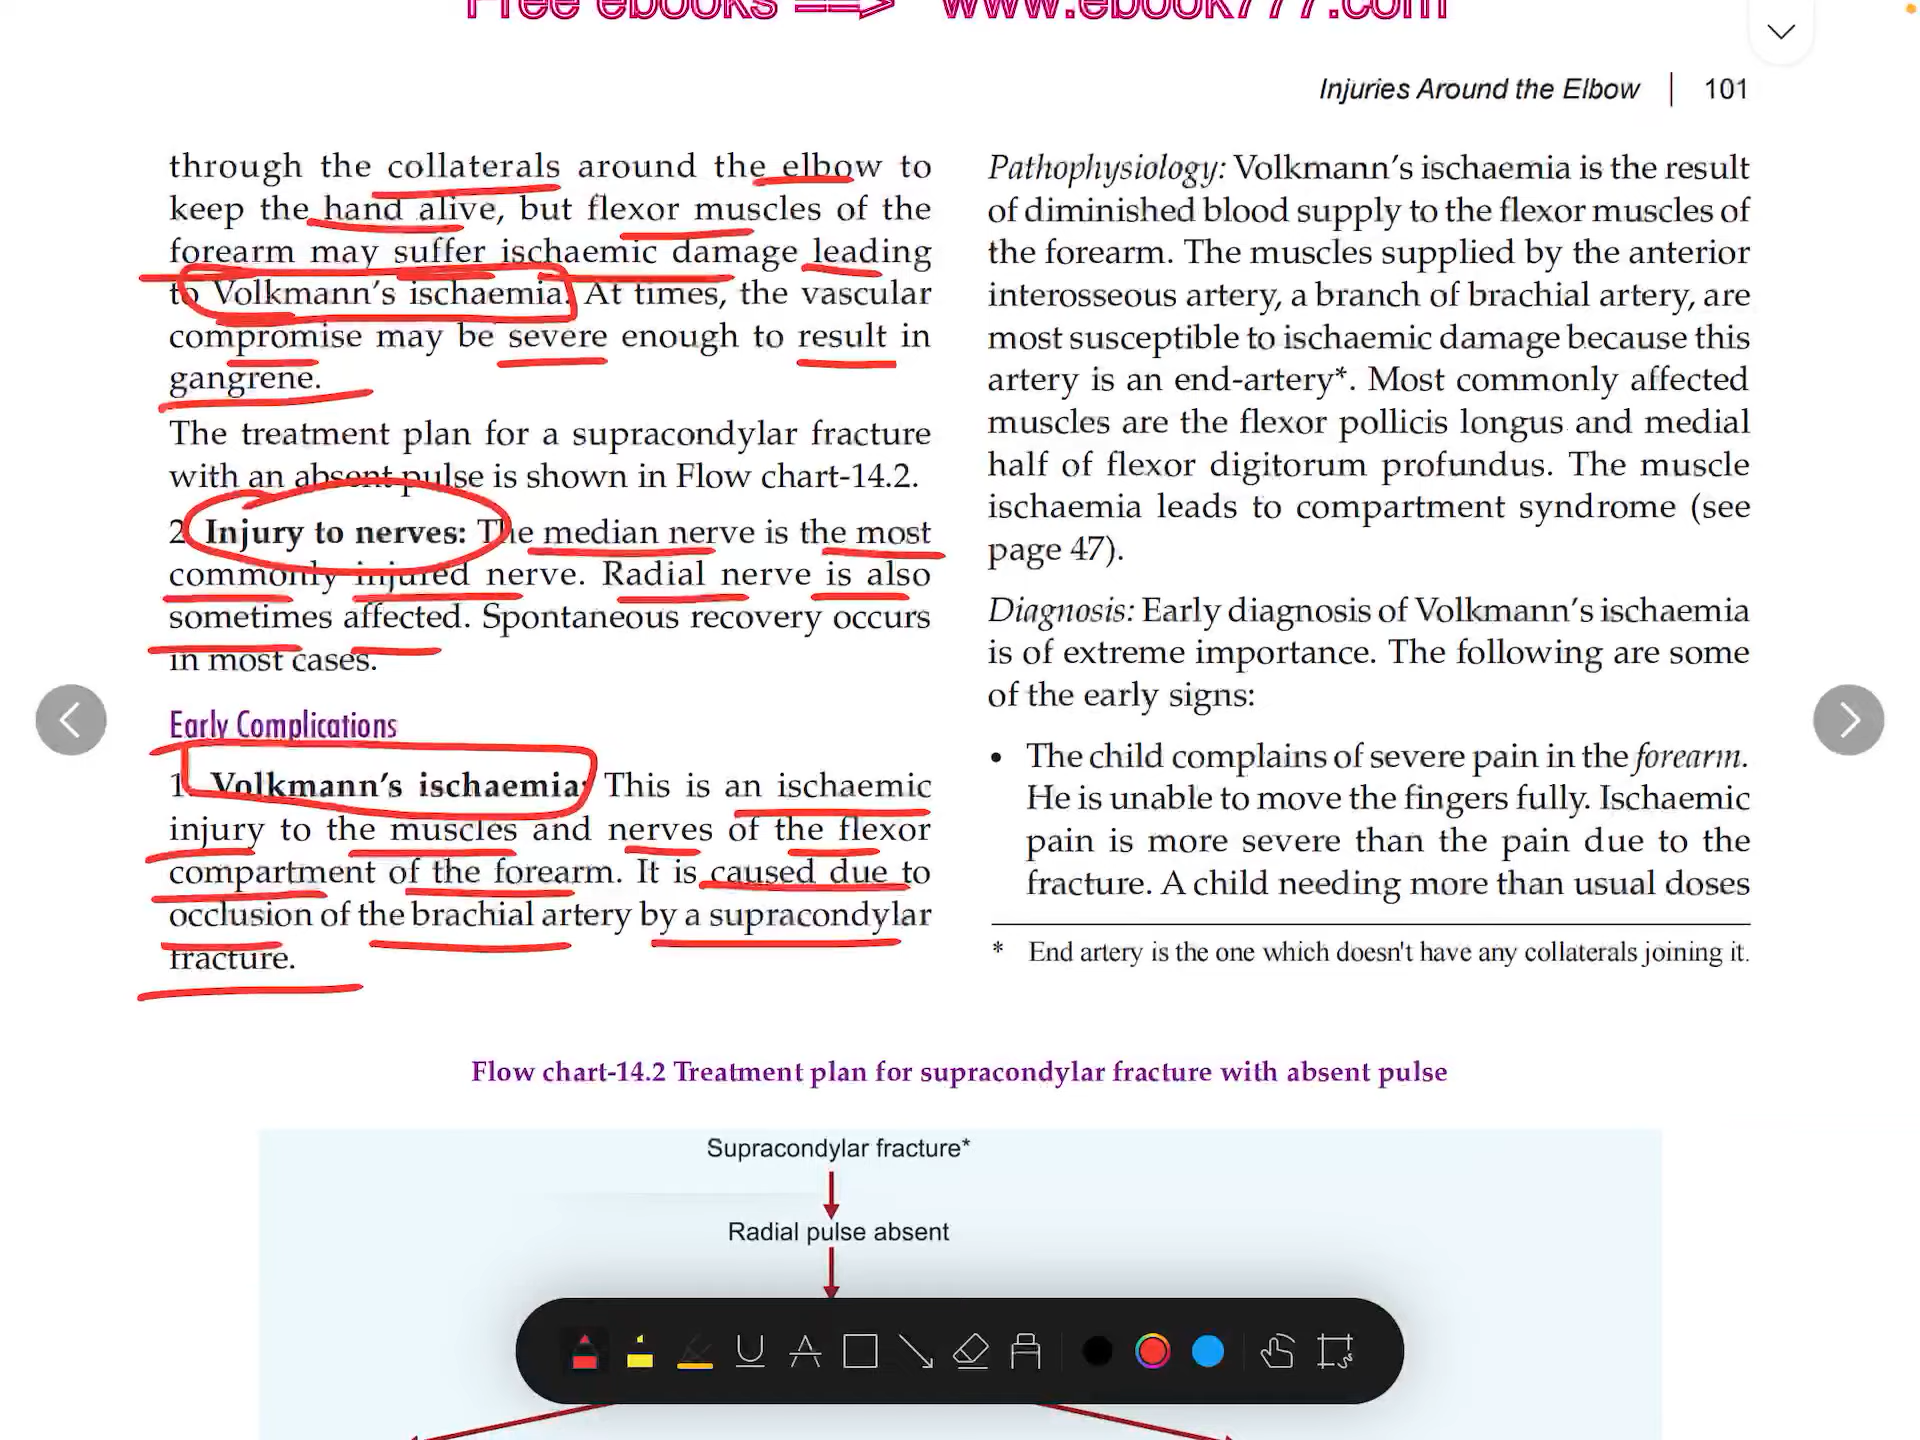 Free ebooks ==> www.ebook777.com
Injuries Around the Elbow | 101
through the collaterals around the elbow to
keep the hand alive, but flexor muscles of the
forearm may suffer ischaemic damage leading
to Volkmann's ischaemia. At times, the vascular
compromise may be severe enough to result in
gangrene.
The treatment plan for a supracondylar fracture
with an absent pulse is shown in Flow chart-14.2.
2. Injury to nerves: The median nerve is the most
commonly injured nerve. Radial nerve is also
sometimes affected. Spontaneous recovery occurs
in most cases.
Early Complications
1. Volkmann's ischaemia: This is an ischaemic
injury to the muscles and nerves of the flexor
compartment of the forearm. It is caused due to
occlusion of the brachial artery by a supracondylar
fracture.
Pathophysiology: Volkmann's ischaemia is the result
of diminished blood supply to the flexor muscles of
the forearm. The muscles supplied by the anterior
interosseous artery, a branch of brachial artery, are
most susceptible to ischaemic damage because this
artery is an end-artery*. Most commonly affected
muscles are the flexor pollicis longus and medial
half of flexor digitorum profundus. The muscle
ischaemia leads to compartment syndrome (see
page 47).
Diagnosis: Early diagnosis of Volkmann's ischaemia
is of extreme importance. The following are some
of the early signs:
• The child complains of severe pain in the forearm.
He is unable to move the fingers fully. Ischaemic
pain is more severe than the pain due to the
fracture. A child needing more than usual doses
* End artery is the one which doesn't have any collaterals joining it.
Flow chart-14.2 Treatment plan for supracondylar fracture with absent pulse
Supracondylar fracture*
Radial pulse absent